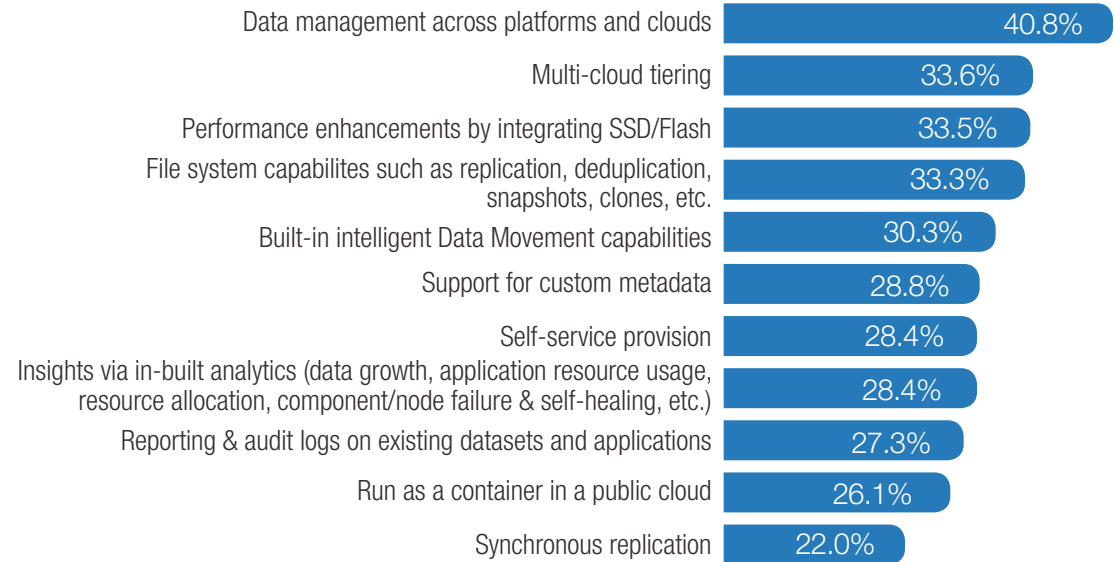 Data management across platforms and clouds 40.8%
Multi-cloud tiering 33.6%
Performance enhancements by integrating SSD/Flash 33.5%
File system capabilites such as replication, deduplication,
snapshots, clones, etc. 33.3%
Built-in intelligent Data Movement capabilities 30.3%
Support for custom metadata 28.8%
Self-service provision 28.4%
Insights via in-built analytics (data growth, application resource usage,
resource allocation, component/node failure & self-healing, etc.) 28.4%
Reporting & audit logs on existing datasets and applications 27.3%
Run as a container in a public cloud 26.1%
Synchronous replication 22.0%